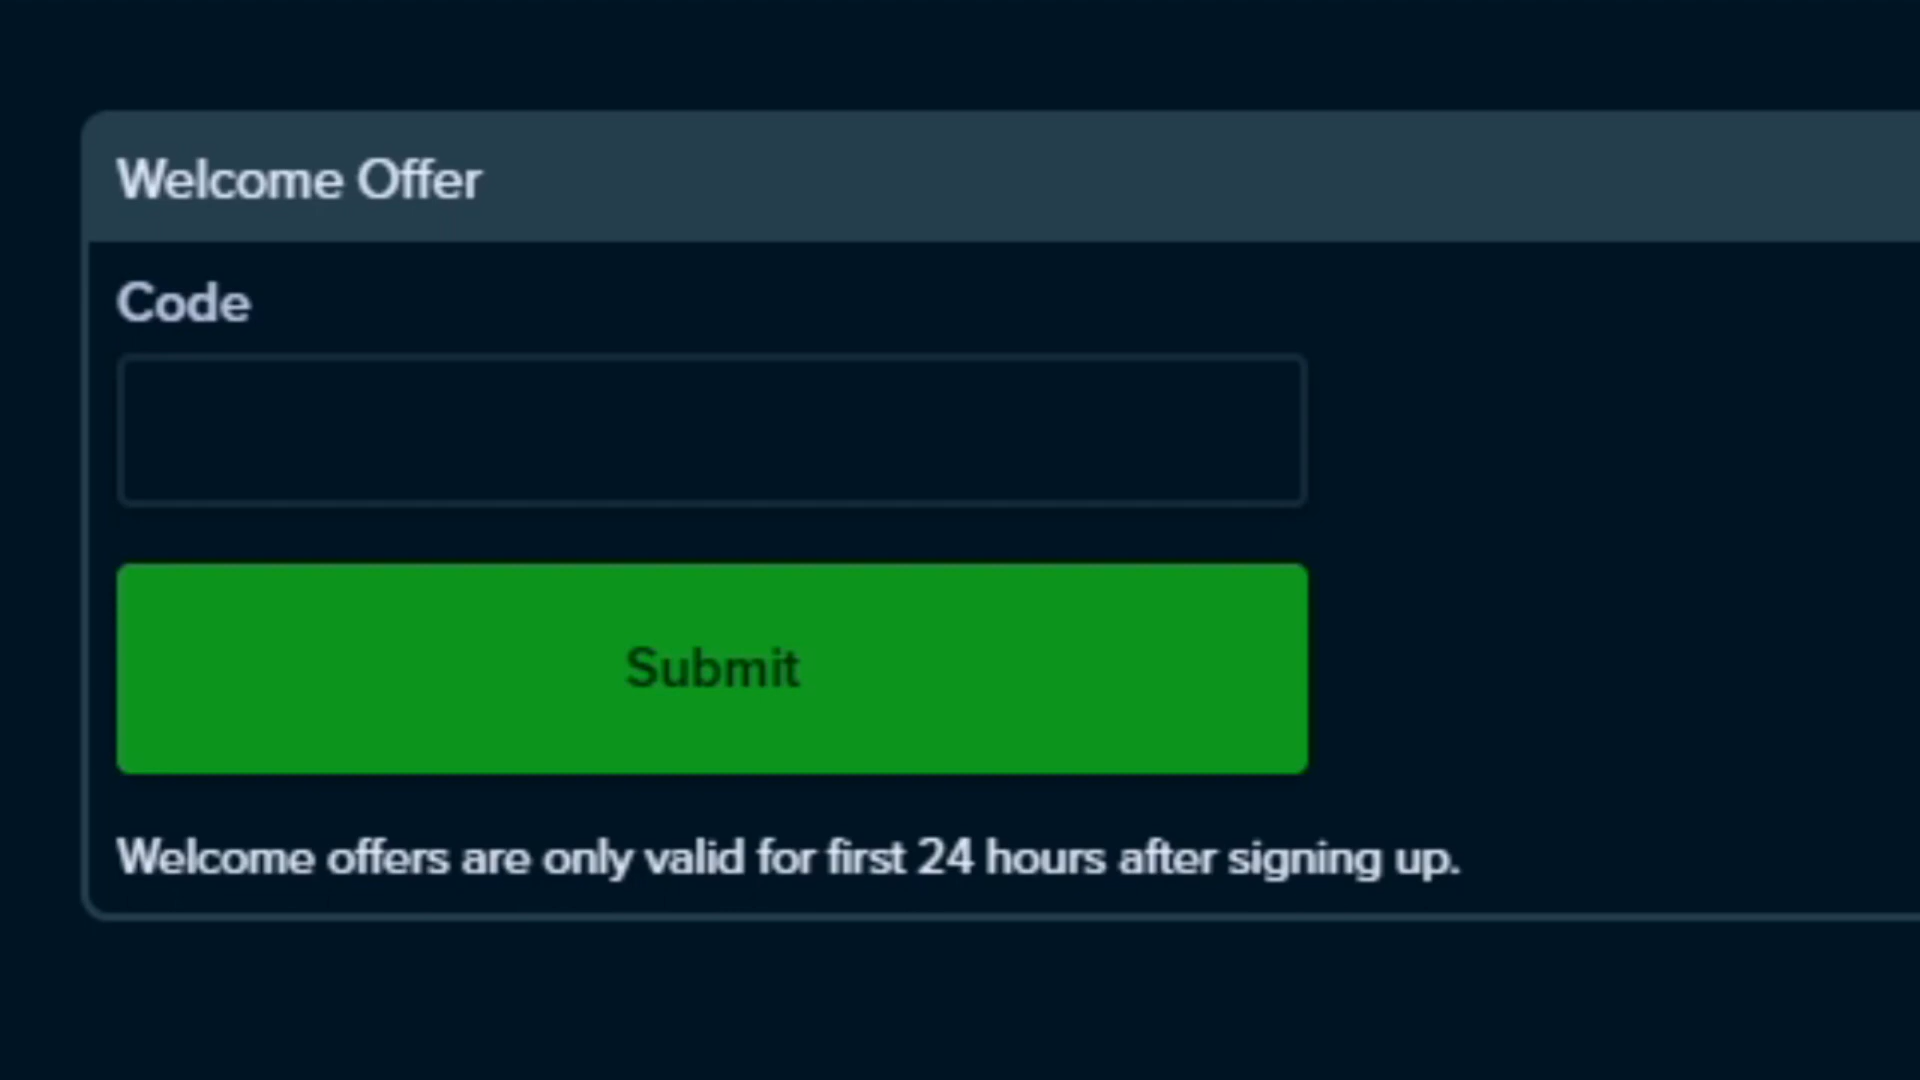 Welcome Offer
Code
Submit
Welcome offers are only valid for first 24 hours after signing up.